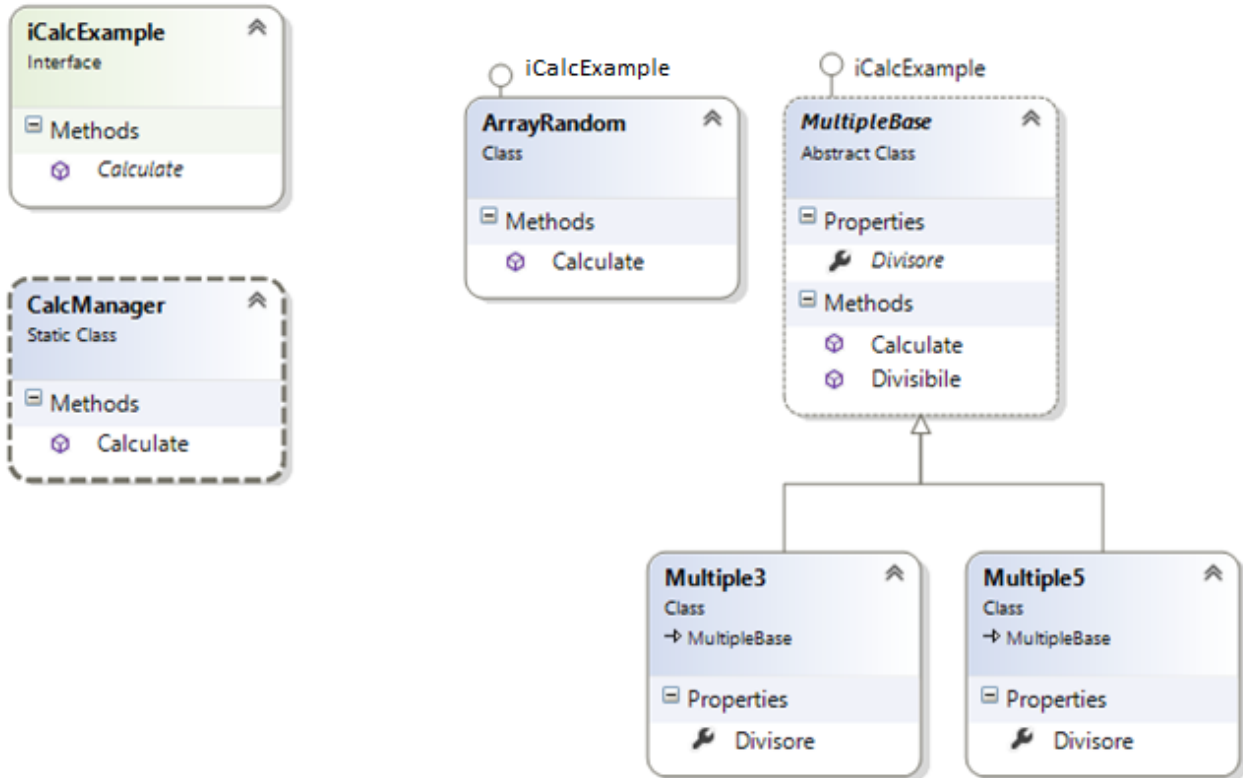 iCalcExample
Interface
Methods
Calculate
CalcManager
Static Class
Methods
Calculate
iCalcExample
ArrayRandom
Class
Methods
Calculate
iCalcExample
MultipleBase
Abstract Class
Properties
Divisore
Methods
Calculate
Divisibile
Multiple3
Class
MultipleBase
Properties
Divisore
Multiple5
Class
MultipleBase
Properties
Divisore